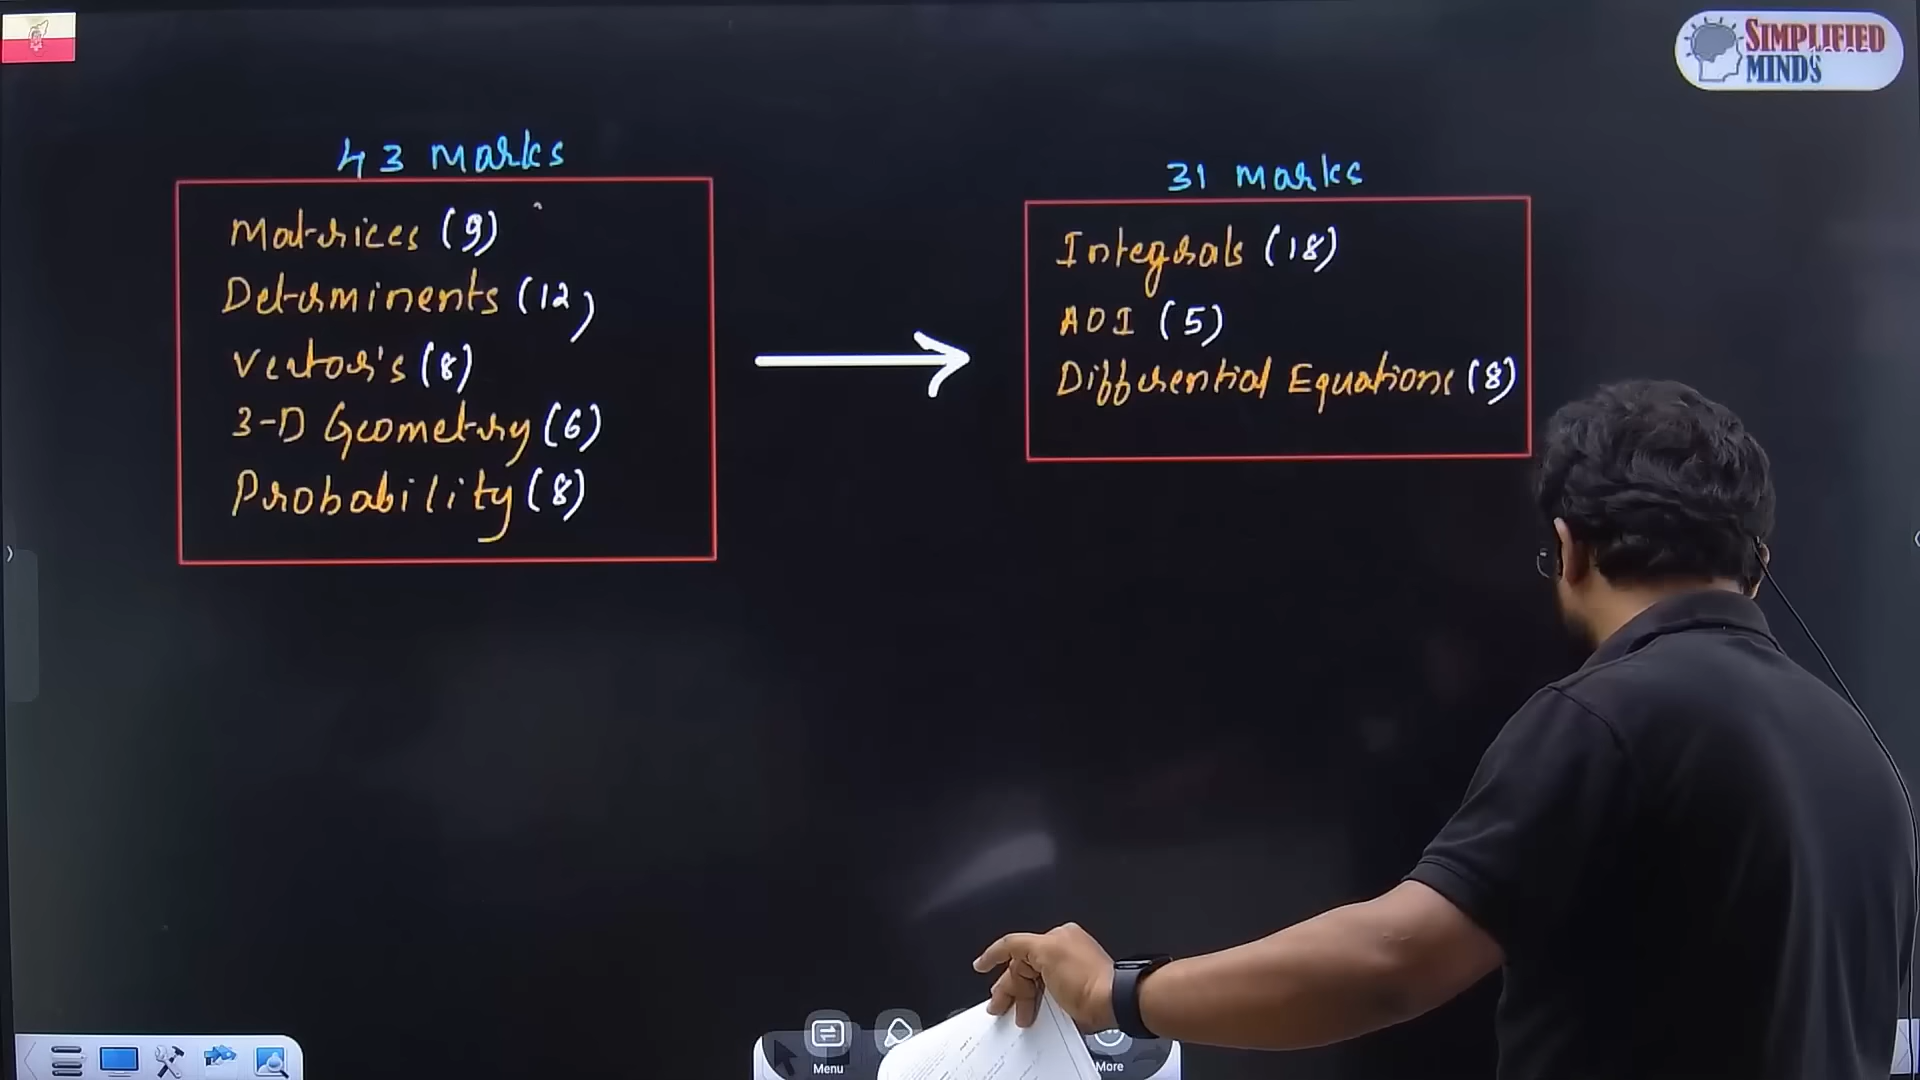 SIMPLIFIED
MINDS
43 Marks
Matrices (9)
Determinents (12)
Vector's (8)
3-D Geometry (6)
Probability (8)
31 Marks
Integrals (18)
AOI (5)
Differential Equations (8)
Menu
More